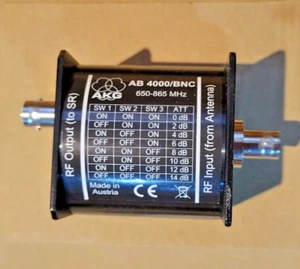 AB 4000/BNC
AKG
650-865 MHz
SW 1 SW 2 SW 3 ATT
ON ON ON 0 dB
OFF ON ON 2 dB
ON OFF ON 4 dB
OFF OFF ON 6 dB
ON ON OFF 8 dB
OFF ON OFF 10 dB
ON OFF OFF 12 dB
OFF OFF OFF 14 dB
Made in
Austria
CE
RF Output (to SR)
RF Input (from Antenna)